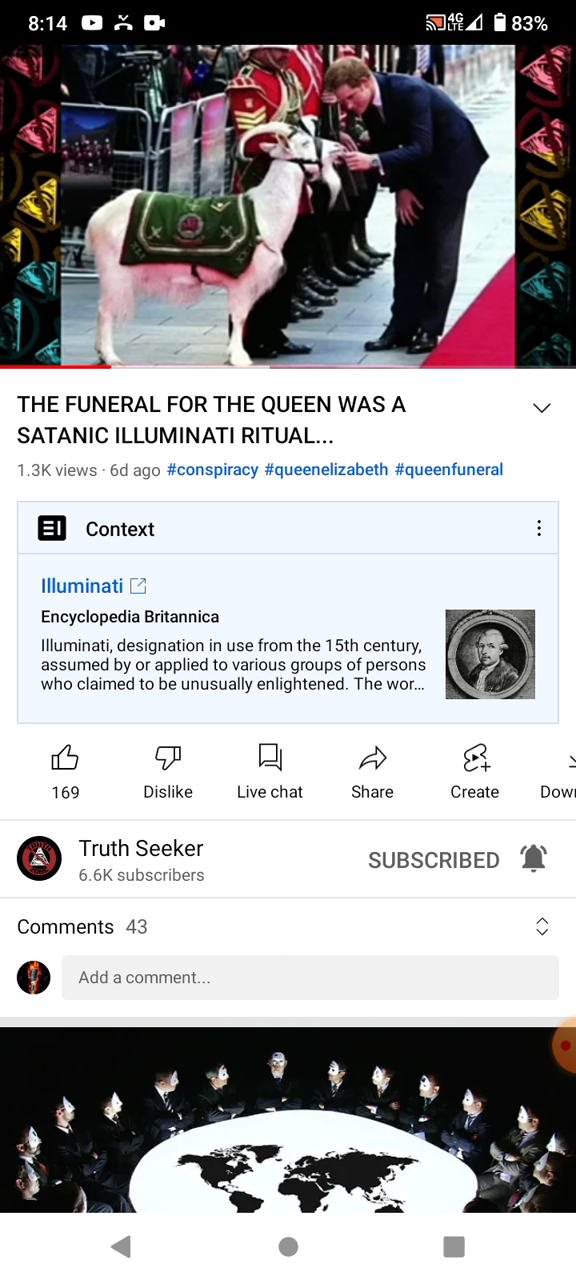 8:14
4G
LTE
83%
THE FUNERAL FOR THE QUEEN WAS A
SATANIC ILLUMINATI RITUAL...
1.3K views · 6d ago #conspiracy #queenelizabeth #queenfuneral
Context
Illuminati
Encyclopedia Britannica
Illuminati, designation in use from the 15th century,
assumed by or applied to various groups of persons
who claimed to be unusually enlightened. The wor...
169
Dislike
Live chat
Share
Create
Down
Truth Seeker
SUBSCRIBED
6.6K subscribers
Comments 43
Add a comment...